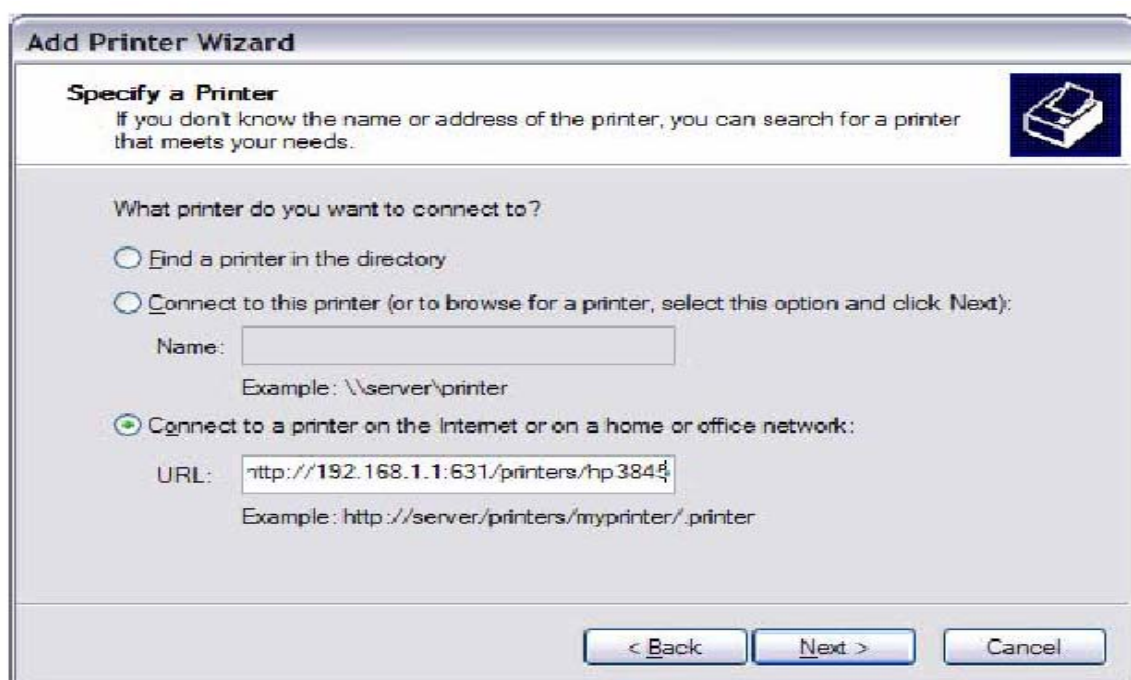 Add Printer Wizard
Specify a Printer
If you don't know the name or address of the printer, you can search for a printer
that meets your needs.
What printer do you want to connect to?
Find a printer in the directory
Connect to this printer (or to browse for a printer, select this option and click Next):
Name:
Example: \\server\printer
Connect to a printer on the Internet or on a home or office network:
URL: http://192.168.1.1:631/printers/hp3845
Example: http://server/printers/myprinter/.printer
< Back Next > Cancel